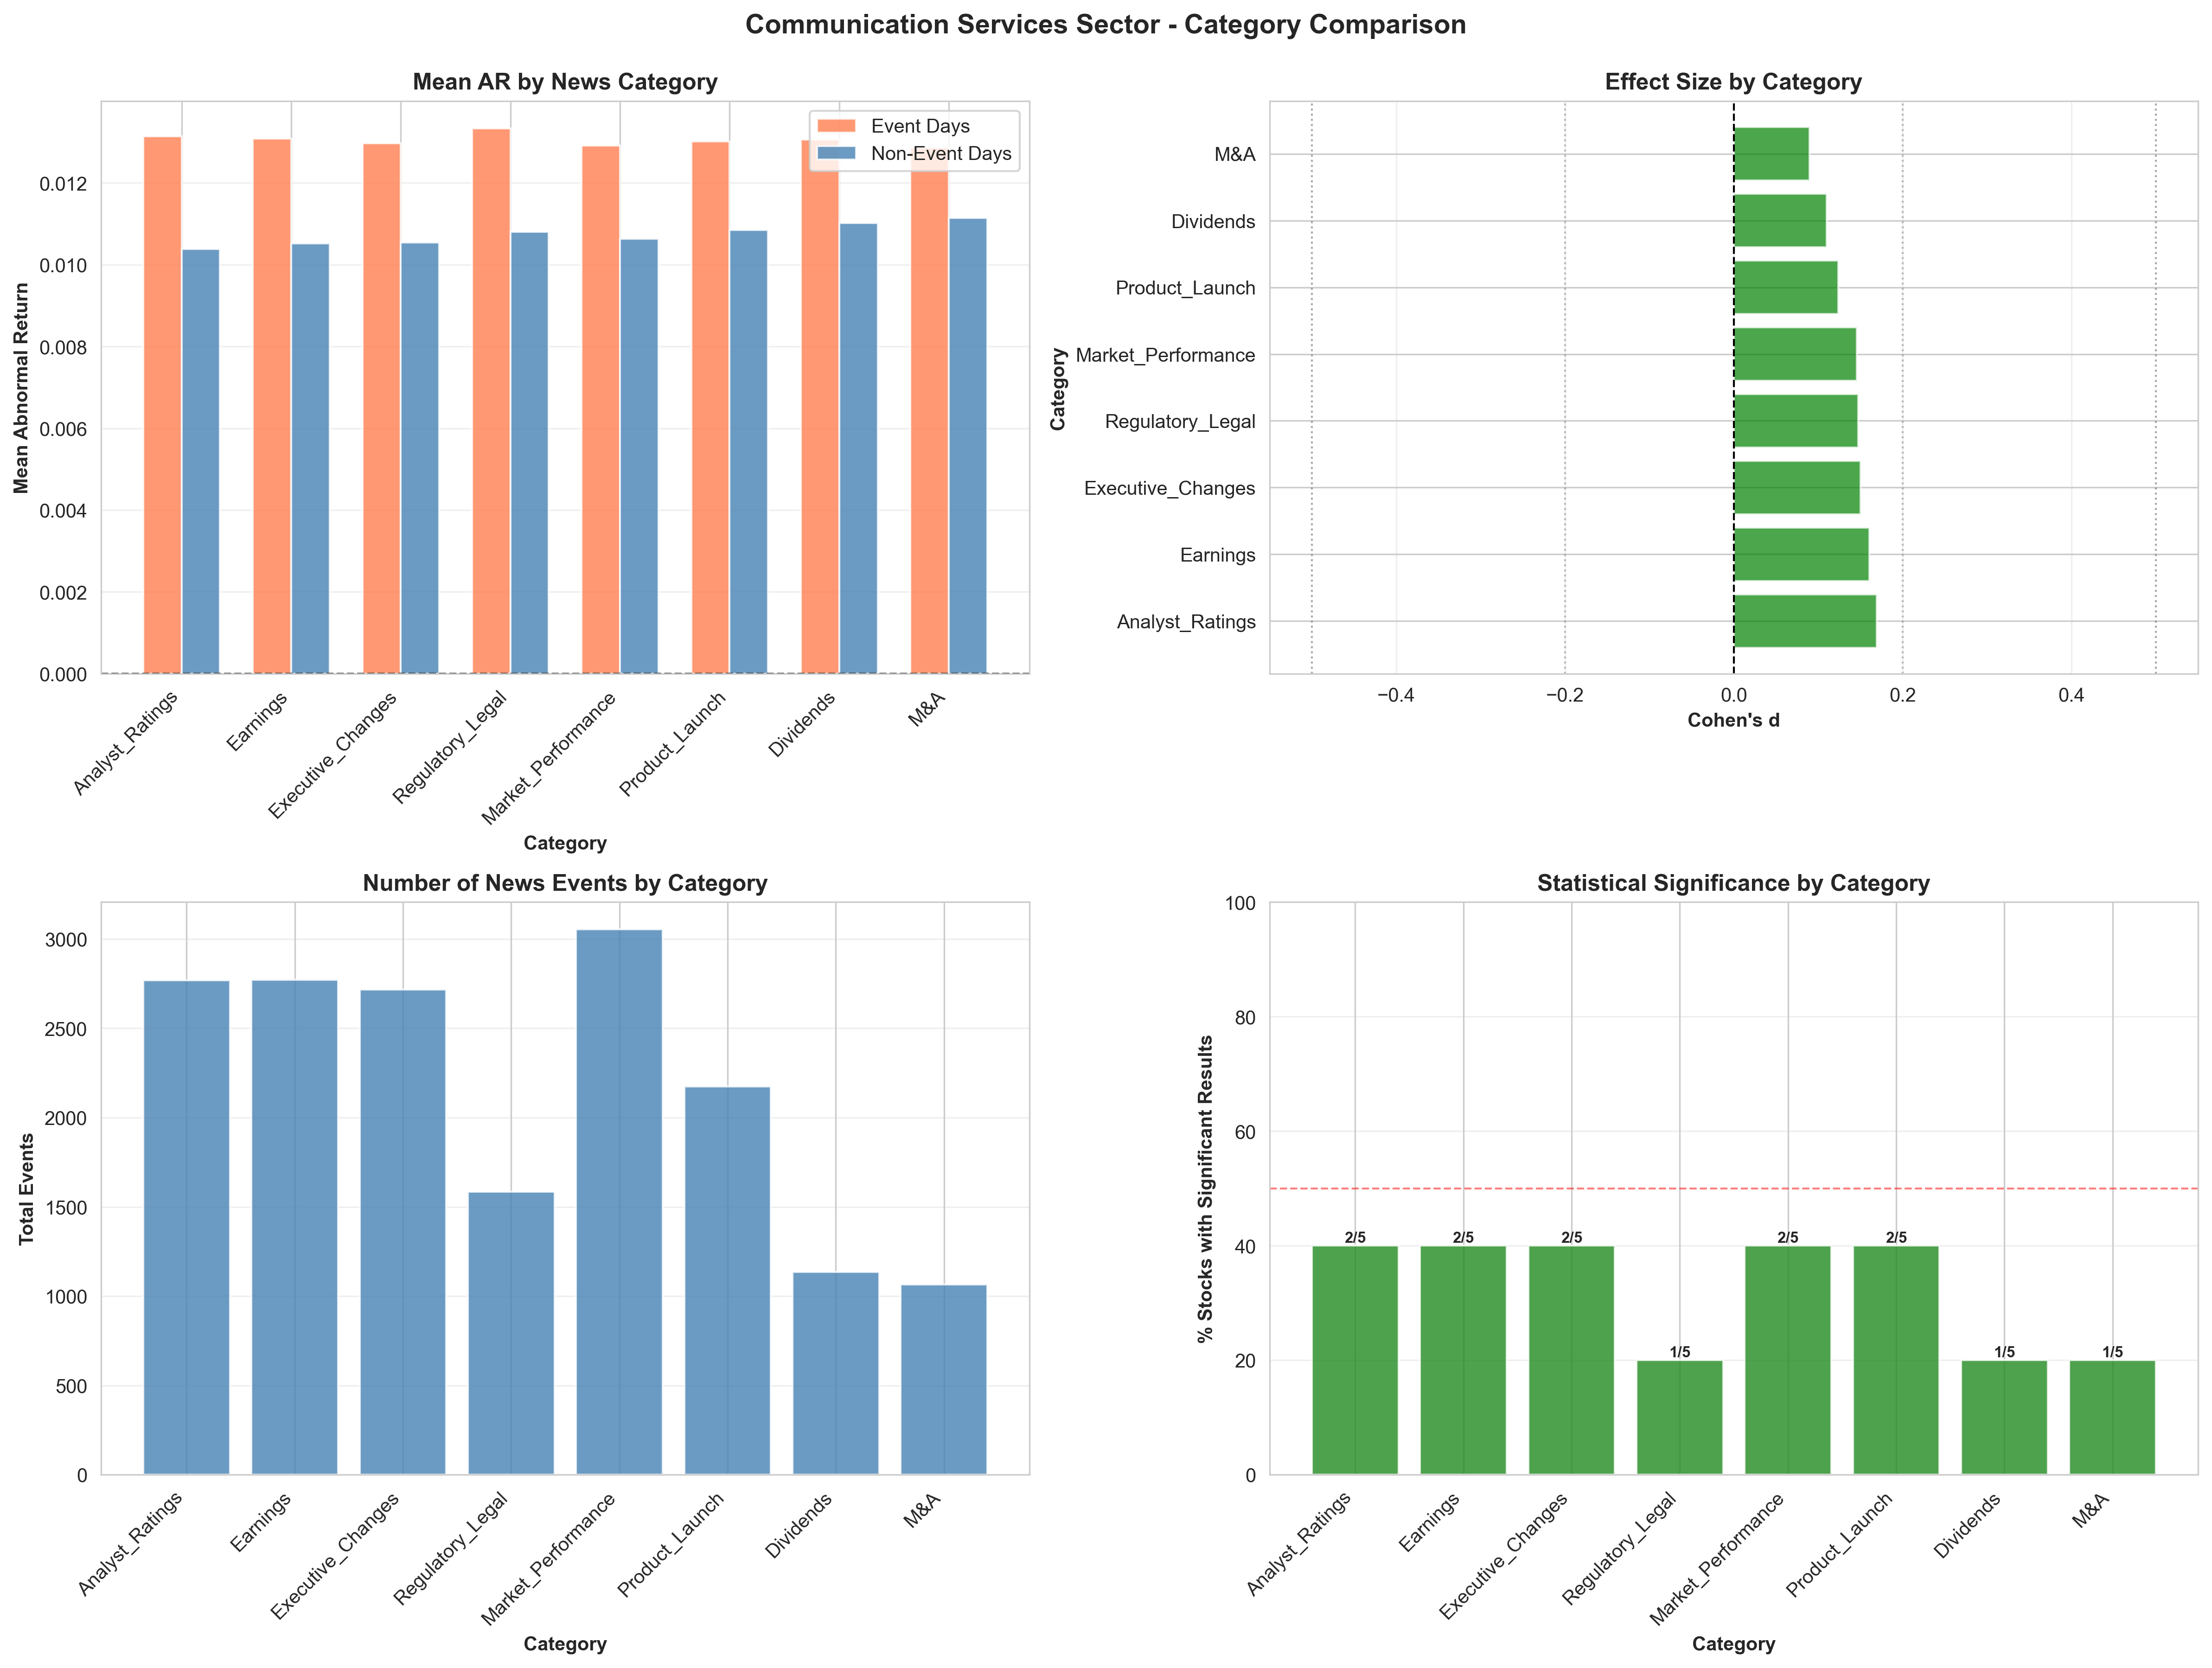 Communication Services Sector - Category Comparison
Mean AR by News Category
Event Days
Non-Event Days
0.012
0.010
0.008
0.006
0.004
0.002
0.000
Mean Abnormal Return
Analyst_Ratings
Earnings
Executive_Changes
Regulatory_Legal
Market_Performance
Product_Launch
Dividends
M&A
Category
Effect Size by Category
M&A
Dividends
Product_Launch
Market_Performance
Regulatory_Legal
Executive_Changes
Earnings
Analyst_Ratings
Category
−0.4
−0.2
0.0
0.2
0.4
Cohen's d
Number of News Events by Category
3000
2500
2000
1500
1000
500
0
Total Events
Analyst_Ratings
Earnings
Executive_Changes
Regulatory_Legal
Market_Performance
Product_Launch
Dividends
M&A
Category
Statistical Significance by Category
100
80
60
40
20
0
% Stocks with Significant Results
2/5
2/5
2/5
1/5
2/5
2/5
1/5
1/5
Analyst_Ratings
Earnings
Executive_Changes
Regulatory_Legal
Market_Performance
Product_Launch
Dividends
M&A
Category